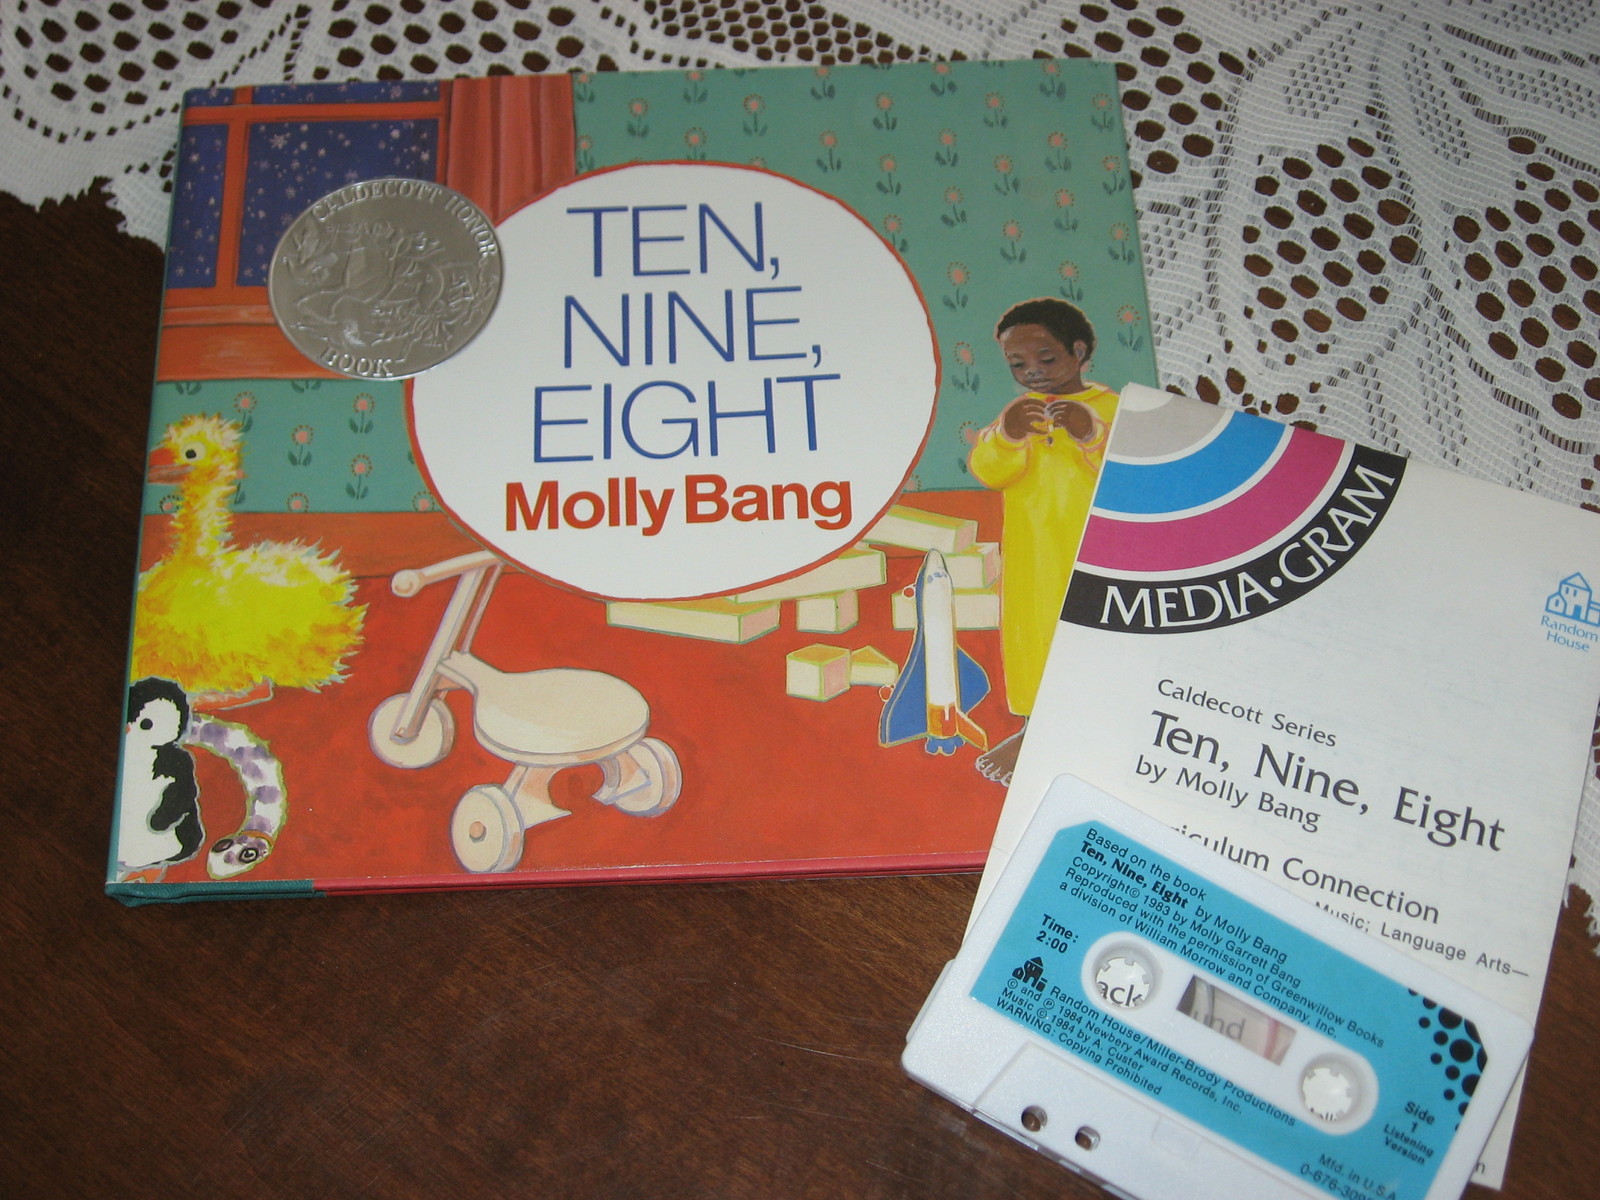 CALDECOTT HONOR
BOOK
TEN,
NINE,
EIGHT
Molly Bang
MEDIA•GRAM
Random
House
Caldecott Series
Ten, Nine, Eight
by Molly Bang
Connection
Music; Language Arts—
Based on the book
Ten, Nine, Eight by Molly Bang
Copyright© 1983 by Molly Garrett Bang
Reproduced with the permission of Greenwillow Books
a division of William Morrow and Company, Inc.
Time:
2:00
Random House/Miller-Brody Productions
© and ℗ 1984 Newbery Award Records, Inc.
Music © 1984 by A. Custer
WARNING: Copying Prohibited
Side
1
Listening
Version
Mfd. in U.S.A.